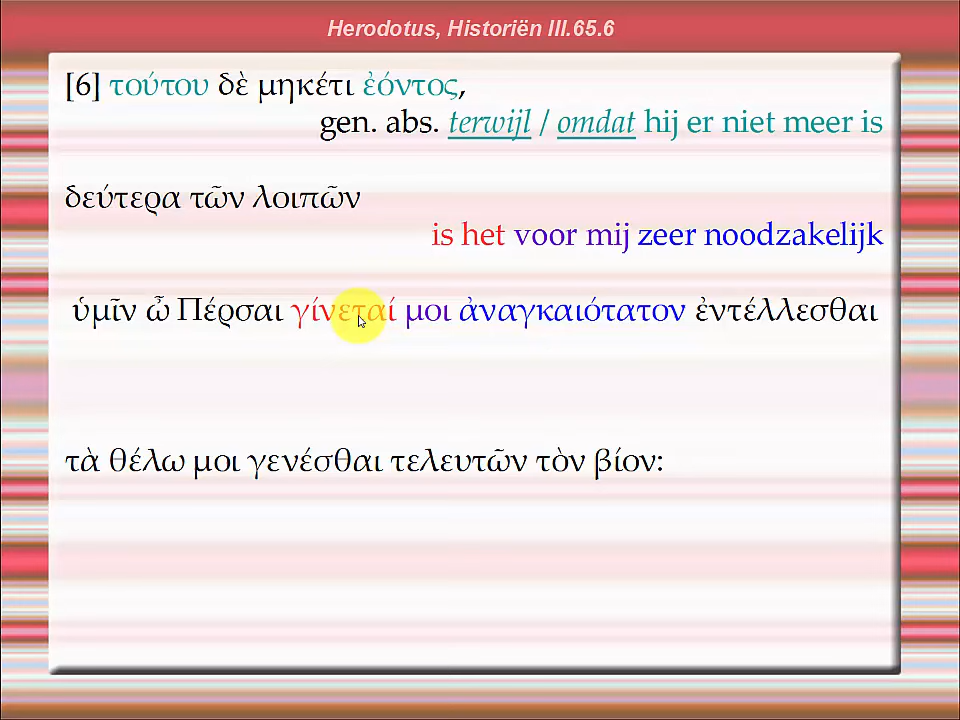 Herodotus, Historiën III.65.6
[6] τούτου δὲ μηκέτι ἐόντος,
gen. abs. terwijl / omdat hij er niet meer is
δεύτερα τῶν λοιπῶν
is het voor mij zeer noodzakelijk
ὑμῖν ὦ Πέρσαι γίνεταί μοι ἀναγκαιότατον ἐντέλλεσθαι
τὰ θέλω μοι γενέσθαι τελευτῶν τὸν βίον: